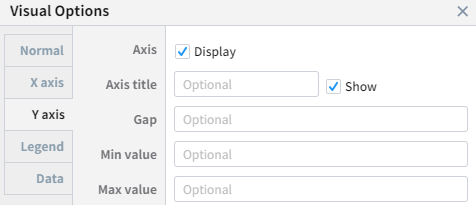 Visual Options
Normal
X axis
Y axis
Legend
Data
Axis
Display
Axis title
Optional
Show
Gap
Optional
Min value
Optional
Max value
Optional